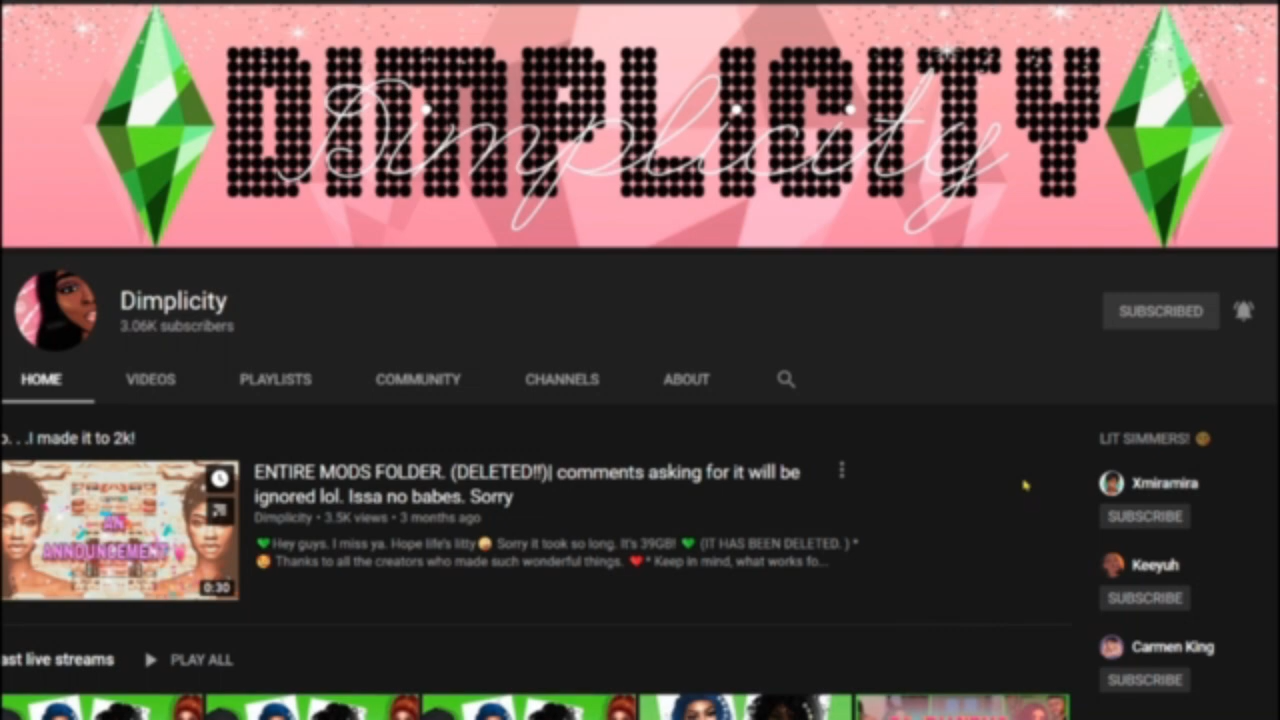 DIMPLICITY
Dimplicity
Dimplicity
3.06K subscribers
SUBSCRIBED
HOME VIDEOS PLAYLISTS COMMUNITY CHANNELS ABOUT
o. . .I made it to 2k!
LIT SIMMERS!
ENTIRE MODS FOLDER. (DELETED!!)| comments asking for it will be
ignored lol. Issa no babes. Sorry
Dimplicity • 3.5K views • 3 months ago
💚Hey guys. I miss ya. Hope life's litty Sorry it took so long. It's 39GB! 💚 (IT HAS BEEN DELETED. ) *
Thanks to all the creators who made such wonderful things. ❤️* Keep in mind, what works fo...
AN
ANNOUNCEMENT
0:30
Xmiramira
SUBSCRIBE
Keeyuh
SUBSCRIBE
Carmen King
SUBSCRIBE
ast live streams PLAY ALL